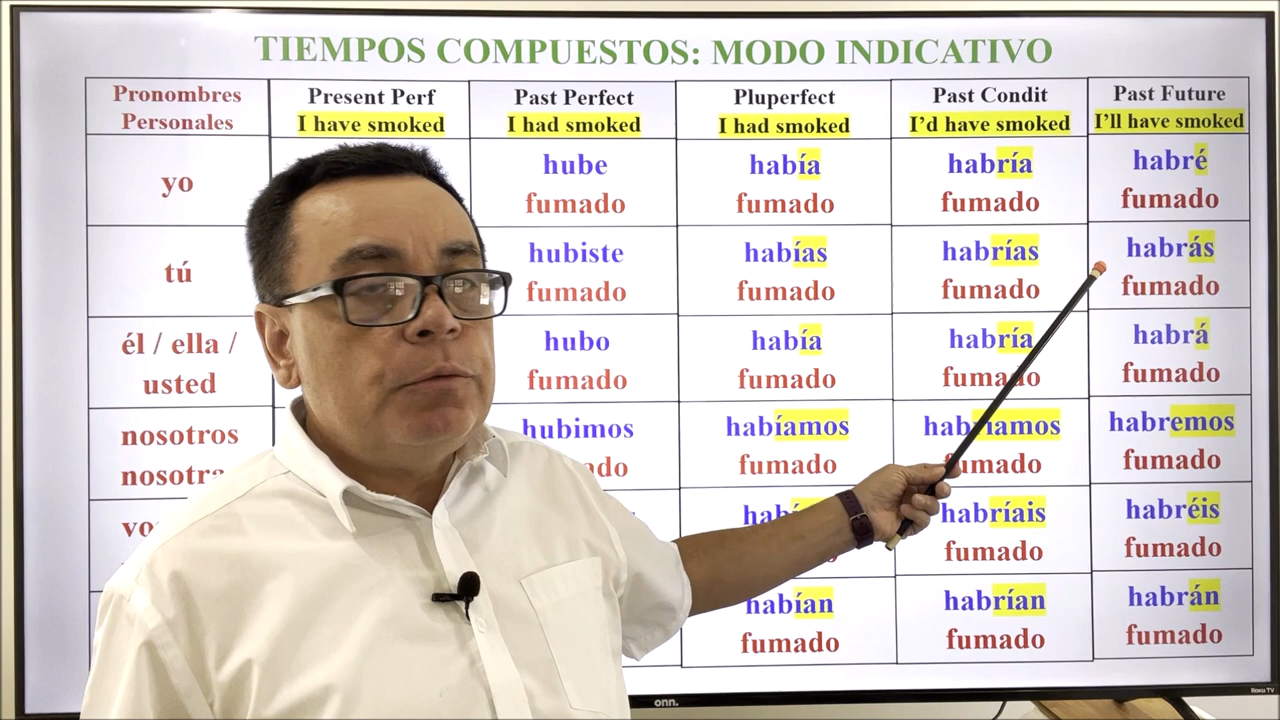 TIEMPOS COMPUESTOS: MODO INDICATIVO
Pronombres Personales Present Perf Past Perfect Pluperfect Past Condit Past Future
I have smoked I had smoked I had smoked I'd have smoked I'll have smoked
yo hube había habría habré
fumado fumado fumado fumado
tú hubiste habías habrías habrás
fumado fumado fumado fumado
él / ella / hubo había habría habrá
usted fumado fumado fumado fumado
nosotros hubimos habíamos habremos
fumado fumado
habríais habréis
fumado fumado
habían habrían habrán
fumado fumado fumado
onn. Roku TV